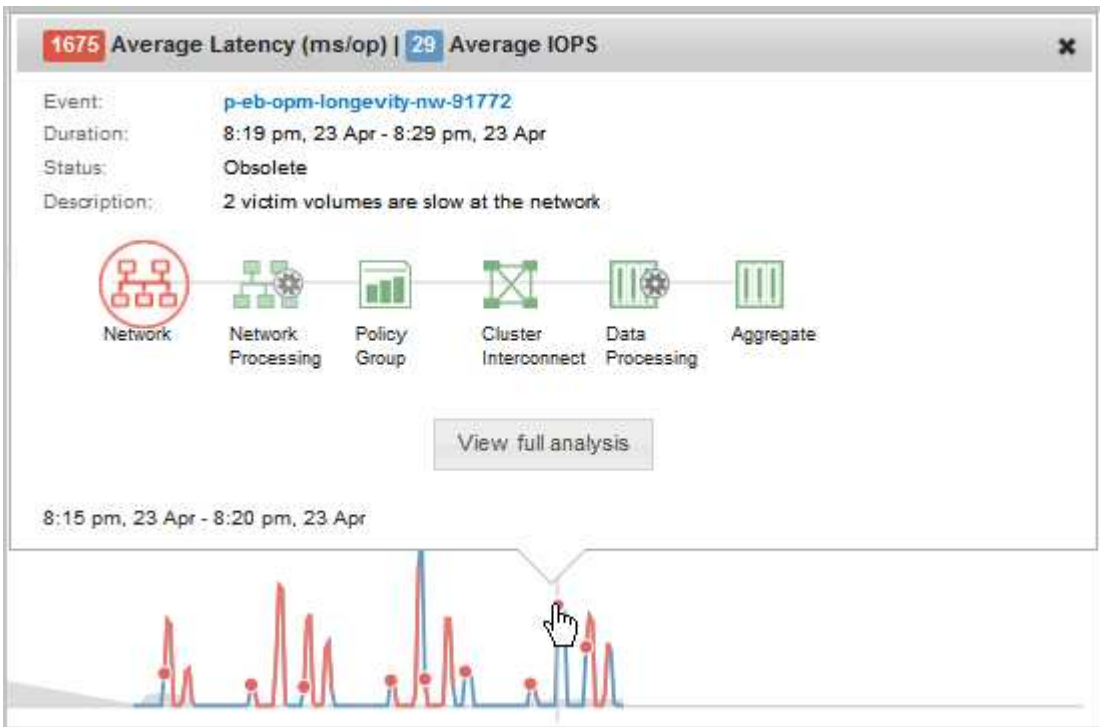 1675 Average Latency (ms/op) | 29 Average IOPS
Event: p-eb-opm-longevity-nw-91772
Duration: 8:19 pm, 23 Apr - 8:29 pm, 23 Apr
Status: Obsolete
Description: 2 victim volumes are slow at the network
Network
Network Processing
Policy Group
Cluster Interconnect
Data Processing
Aggregate
View full analysis
8:15 pm, 23 Apr - 8:20 pm, 23 Apr